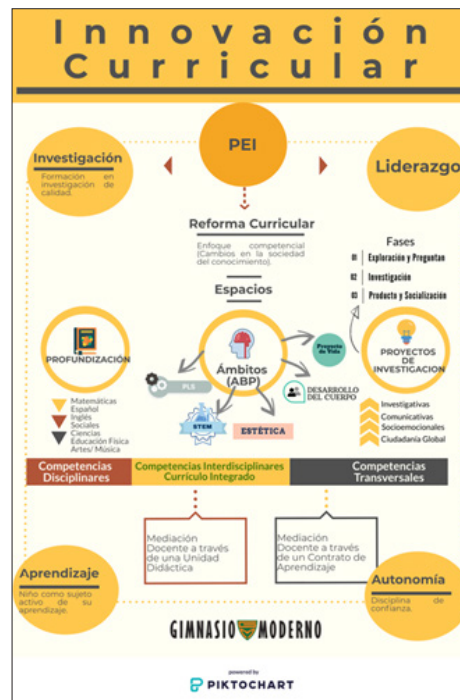 Innovación
Curricular
PEI
Investigación
Formación en
investigación de
calidad.
Liderazgo
Reforma Curricular
Enfoque competencial
(Cambios en la sociedad
del conocimiento).
Espacios
Fases
01 Exploración y Preguntan
02 Investigación
03 Producto y Socialización
PROFUNDIZACIÓN
Ámbitos
(ABP)
Proyecto
de Vida
PROYECTOS
DE INVESTIGACION
PLE
DESARROLLO
DEL CUERPO
STEM
ESTÉTICA
Matemáticas
Español
Inglés
Sociales
Ciencias
Educación Física
Artes/ Música
Investigativas
Comunicativas
Socioemocionales
Ciudadanía Global
Competencias
Disciplinares
Competencias Interdisciplinares
Currículo Integrado
Competencias
Transversales
Mediación
Docente a través
de una Unidad
Didáctica
Mediación
Docente a través
de un Contrato de
Aprendizaje
Aprendizaje
Niño como sujeto
activo de su
aprendizaje.
Autonomía
Disciplina de
confianza.
GIMNASIO MODERNO
powered by
PIKTOCHART